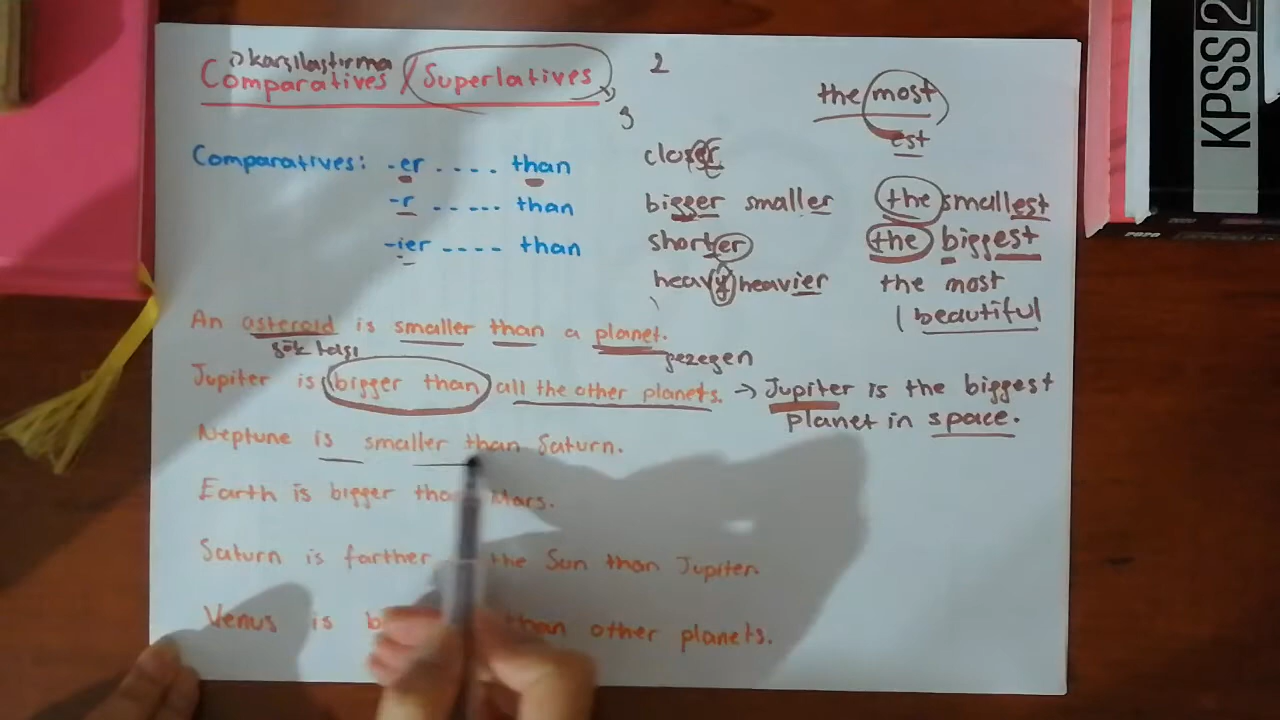 karşılaştırma
Comparatives / Superlatives
2
3
the most
est
Comparatives: -er .... than
-r ..... than
-ier .... than
closer
bigger smaller
shorter
heavy heavier
the smallest
the biggest
the most
beautiful
An asteroid is smaller than a planet.
gök taşı
gezegen
Jupiter is bigger than all the other planets. → Jupiter is the biggest
planet in space.
Neptune is smaller than Saturn.
Earth is bigger than Mars.
Saturn is farther the Sun than Jupiter.
Venus is than other planets.
KPSS
2020